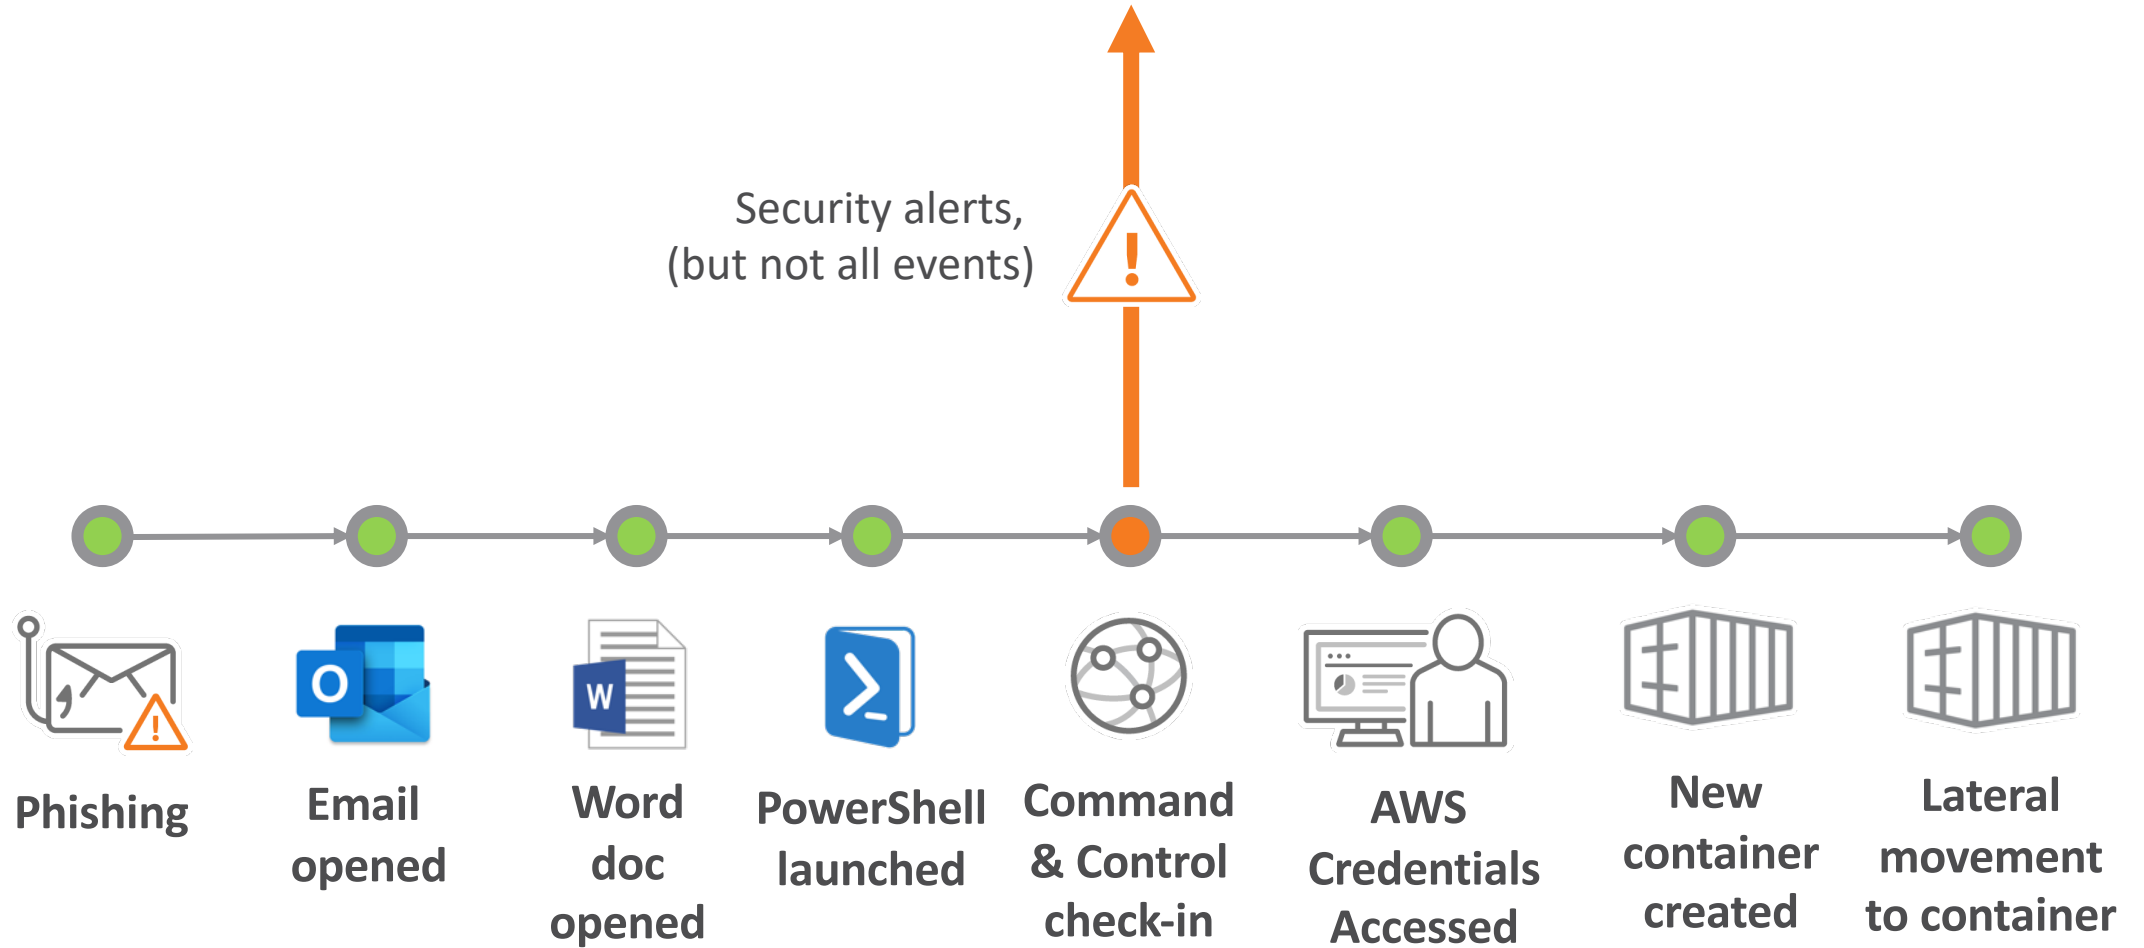 Security alerts,
(but not all events)
!
!
O
W
Phishing
Email
opened
Word
doc
opened
PowerShell
launched
Command
& Control
check-in
AWS
Credentials
Accessed
New
container
created
Lateral
movement
to container